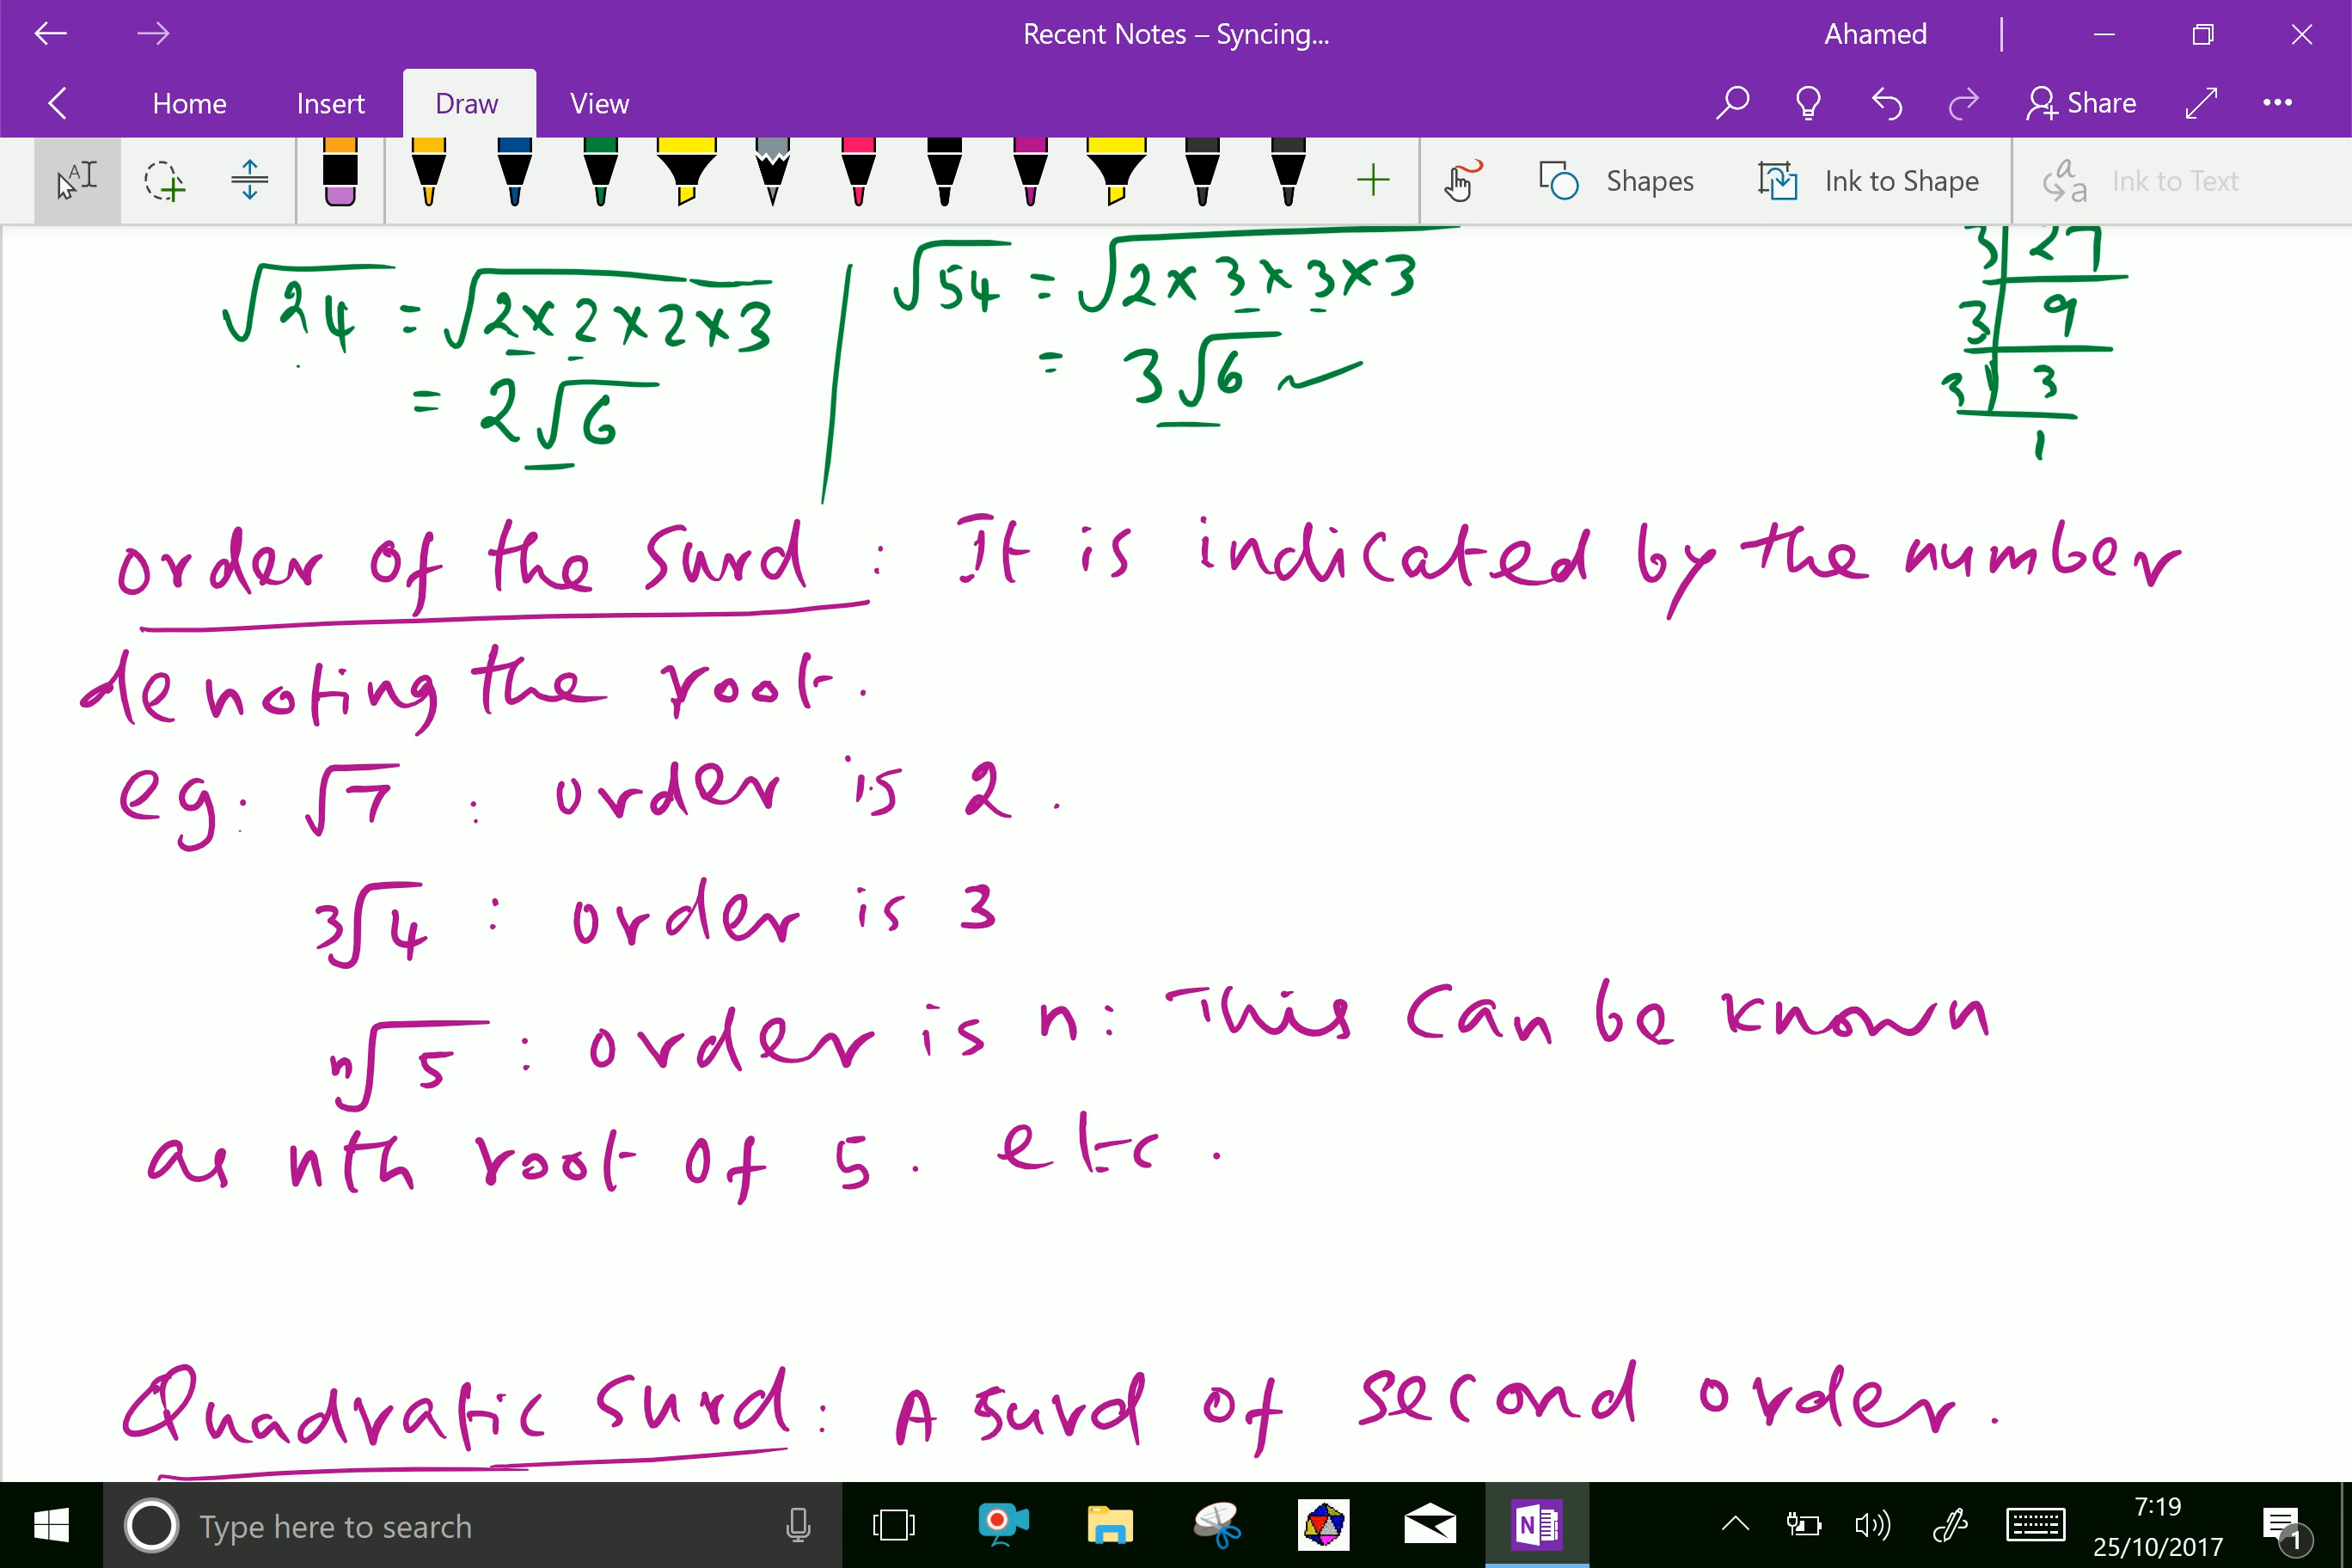 Recent Notes – Syncing...
Ahamed
Home Insert Draw View
Share
Shapes Ink to Shape Ink to Text
√24 = √2×2×2×3
= 2√6
√54 = √2×3×3×3
= 3√6
3 27
3 9
3 3
1
order of the surd : It is indicated by the number
denoting the root.
eg: √7 : order is 2.
3√4 : order is 3
n√5 : order is n: This can be known
as nth root of 5. etc.
Quadratic surd : A surd of second order.
Type here to search
N
7:19
25/10/2017
1